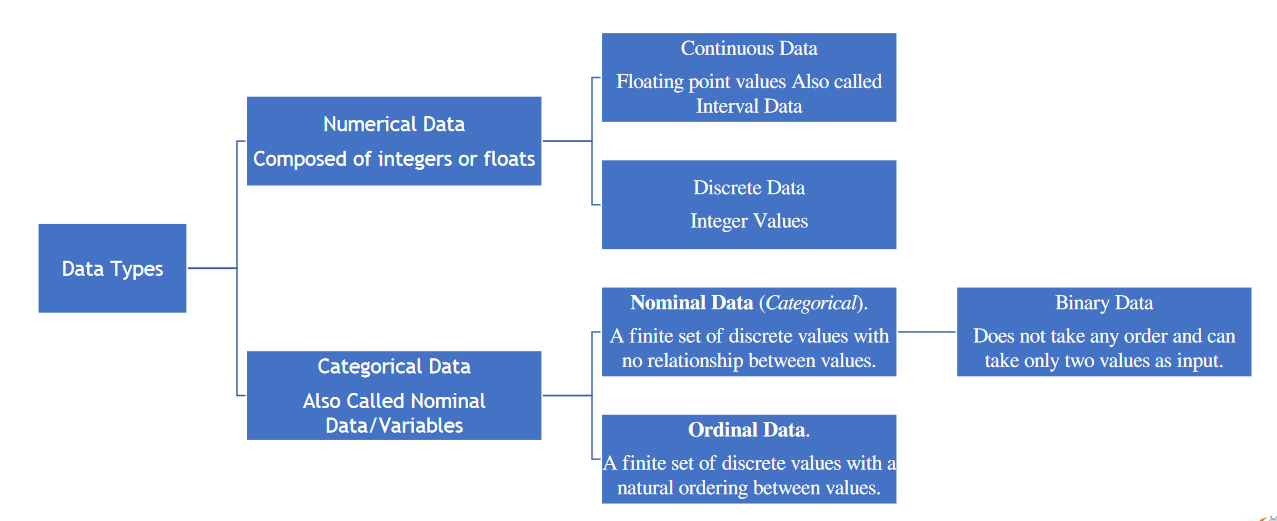 Data Types
Numerical Data
Composed of integers or floats
Continuous Data
Floating point values Also called
Interval Data
Discrete Data
Integer Values
Categorical Data
Also Called Nominal
Data/Variables
Nominal Data (Categorical).
A finite set of discrete values with
no relationship between values.
Binary Data
Does not take any order and can
take only two values as input.
Ordinal Data.
A finite set of discrete values with a
natural ordering between values.